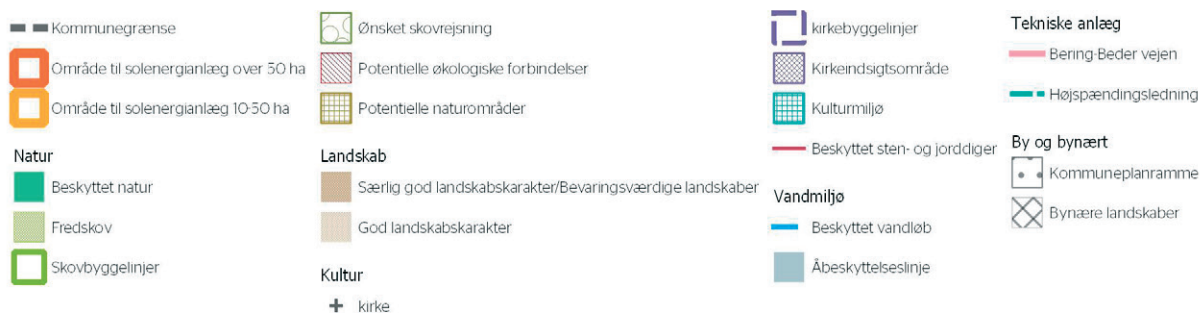 Kommunegrænse
Område til solenergianlæg over 50 ha
Område til solenergianlæg 10-50 ha
Natur
Beskyttet natur
Fredskov
Skovbyggelinjer
Ønsket skovrejsning
Potentielle økologiske forbindelser
Potentielle naturområder
Landskab
Særlig god landskabskarakter/Bevaringsværdige landskaber
God landskabskarakter
Kultur
kirke
kirkebyggelinjer
Kirkeindsigtsområde
Kulturmiljø
Beskyttet sten- og jorddiger
Vandmiljø
Beskyttet vandløb
Åbeskyttelseslinje
Tekniske anlæg
Bering-Beder vejen
Højspændingsledning
By og bynært
Kommuneplanramme
Bynære landskaber